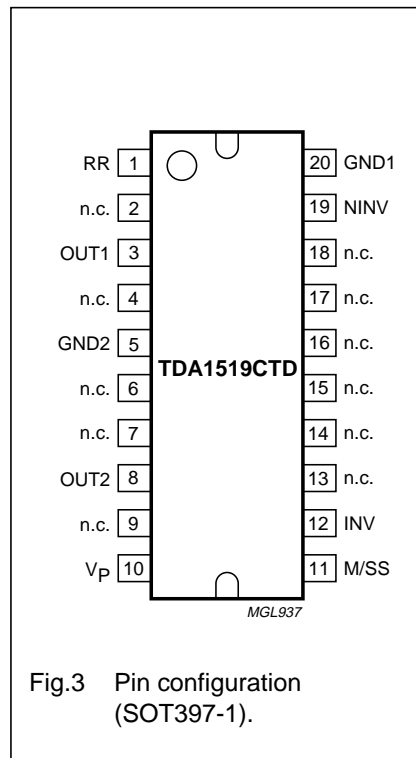 RR 1
n.c. 2
OUT1 3
n.c. 4
GND2 5
n.c. 6
n.c. 7
OUT2 8
n.c. 9
VP 10
TDA1519CTD
20 GND1
19 NINV
18 n.c.
17 n.c.
16 n.c.
15 n.c.
14 n.c.
13 n.c.
12 INV
11 M/SS
MGL937
Fig.3 Pin configuration
(SOT397-1).